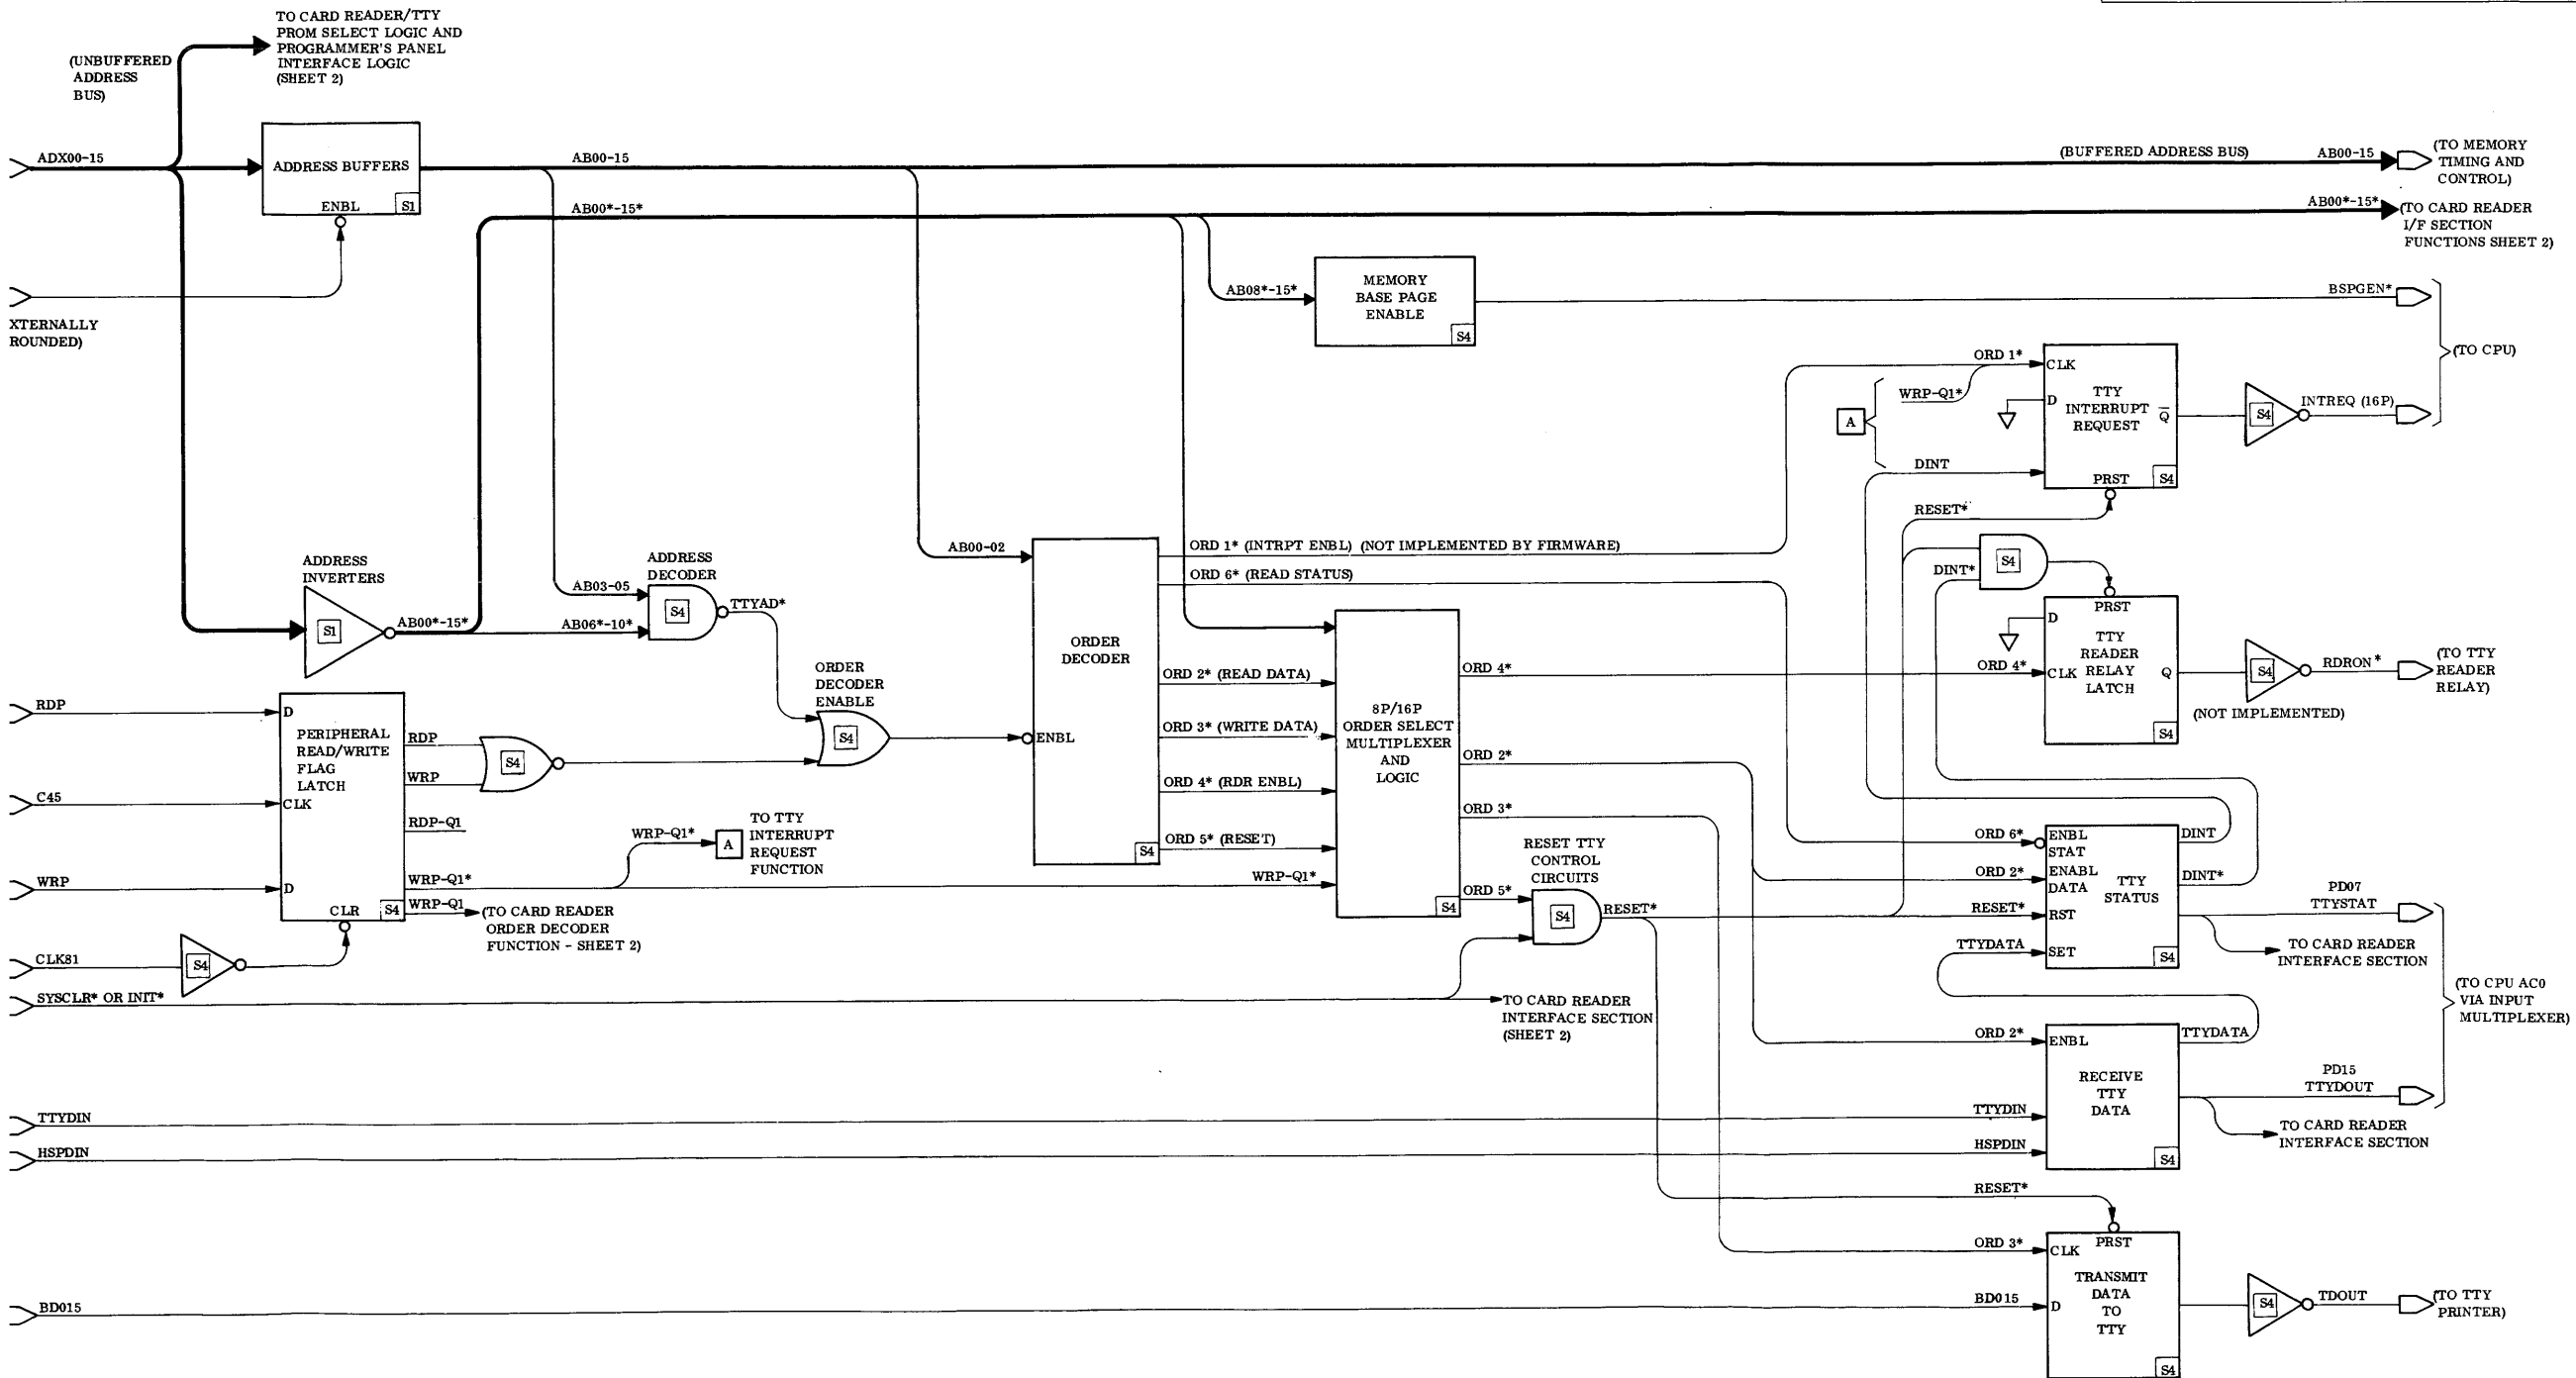 TO CARD READER/TTY
PROM SELECT LOGIC AND
PROGRAMMER'S PANEL
INTERFACE LOGIC
(SHEET 2)
(UNBUFFERED
ADDRESS
BUS)
ADX00-15
ADDRESS BUFFERS
ENBL
S1
AB00-15
(BUFFERED ADDRESS BUS)
AB00-15
(TO MEMORY
TIMING AND
CONTROL)
AB00*-15*
AB00*-15*
(TO CARD READER
I/F SECTION
FUNCTIONS SHEET 2)
XTERNALLY
ROUNDED)
AB08*-15*
MEMORY
BASE PAGE
ENABLE
S4
BSPGEN*
(TO CPU)
ORD 1*
WRP-Q1*
A
DINT
CLK
D
TTY
INTERRUPT
REQUEST
Q
PRST
S4
S4
INTREQ (16P)
RESET*
DINT*
S4
ADDRESS
INVERTERS
S1
AB00*-15*
AB03-05
AB06*-10*
ADDRESS
DECODER
S4
TTYAD*
ORDER
DECODER
ENABLE
S4
AB00-02
ORDER
DECODER
ENBL
S4
ORD 1* (INTRPT ENBL) (NOT IMPLEMENTED BY FIRMWARE)
ORD 6* (READ STATUS)
ORD 2* (READ DATA)
ORD 3* (WRITE DATA)
ORD 4* (RDR ENBL)
ORD 5* (RESET)
WRP-Q1*
8P/16P
ORDER SELECT
MULTIPLEXER
AND
LOGIC
S4
ORD 4*
ORD 2*
ORD 3*
ORD 5*
ORD 4*
PRST
D
TTY
READER
RELAY
LATCH
CLK
Q
S4
S4
RDRON*
(TO TTY
READER
RELAY)
(NOT IMPLEMENTED)
RDP
C45
WRP
CLK81
SYSCLR* OR INIT*
D
PERIPHERAL
READ/WRITE
FLAG
LATCH
CLK
D
CLR
S4
S4
RDP
WRP
S4
RDP-Q1
WRP-Q1*
WRP-Q1
(TO CARD READER
ORDER DECODER
FUNCTION - SHEET 2)
WRP-Q1*
A
TO TTY
INTERRUPT
REQUEST
FUNCTION
RESET TTY
CONTROL
CIRCUITS
S4
RESET*
TO CARD READER
INTERFACE SECTION
(SHEET 2)
ORD 6*
ORD 2*
RESET*
TTYDATA
ENBL
STAT
ENABL
DATA
RST
SET
TTY
STATUS
S4
DINT
DINT*
PD07
TTYSTAT
TO CARD READER
INTERFACE SECTION
(TO CPU AC0
VIA INPUT
MULTIPLEXER)
ORD 2*
ENBL
TTYDATA
RECEIVE
TTY
DATA
S4
PD15
TTYDOUT
TO CARD READER
INTERFACE SECTION
TTYDIN
TTYDIN
HSPDIN
HSPDIN
RESET*
ORD 3*
PRST
CLK
TRANSMIT
DATA
TO
TTY
D
S4
BD015
BD015
S4
TDOUT
(TO TTY
PRINTER)